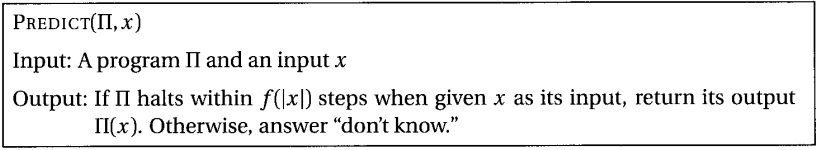 PREDICT(Π, x)
Input: A program Π and an input x
Output: If Π halts within f(|x|) steps when given x as its input, return its output
Π(x). Otherwise, answer “don’t know.”